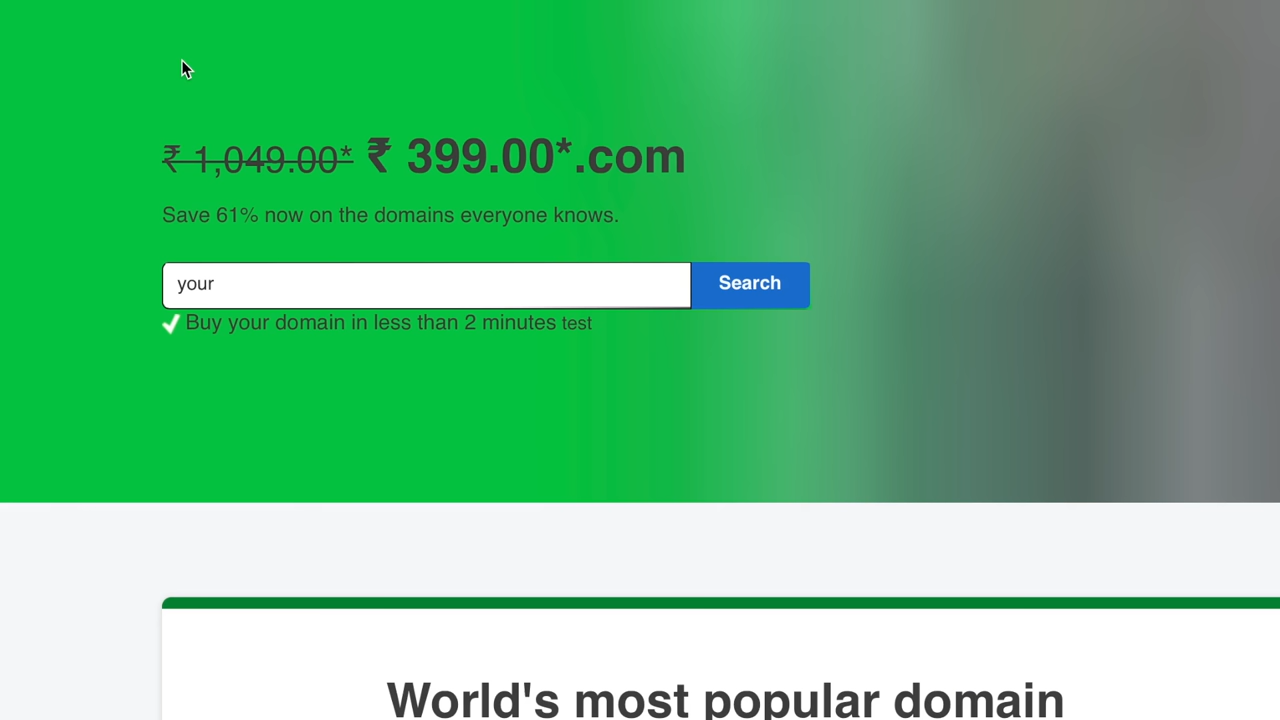 ₹ 1,049.00* ₹ 399.00*.com
Save 61% now on the domains everyone knows.
your
Search
Buy your domain in less than 2 minutes test
World's most popular domain